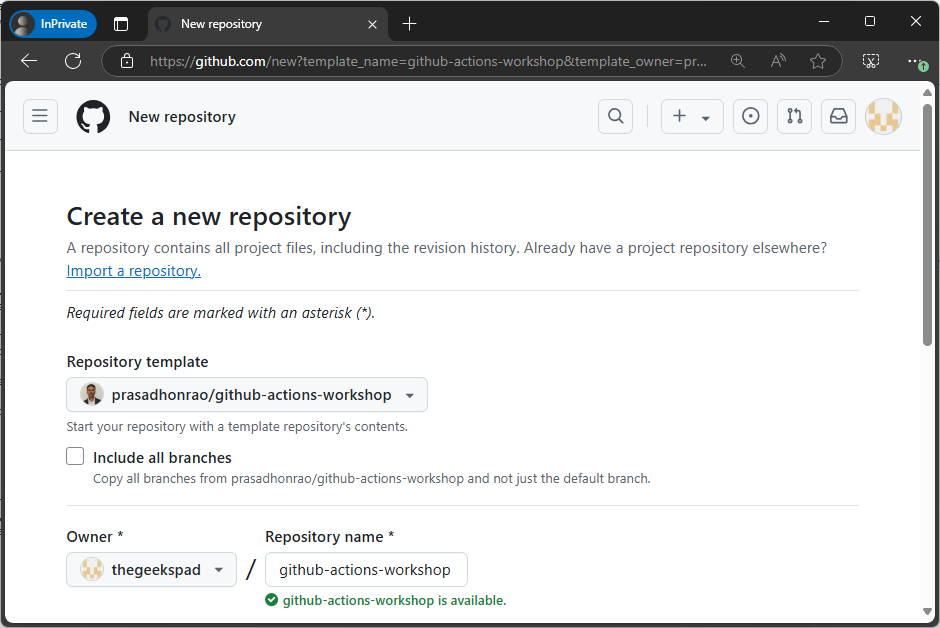 InPrivate
New repository
https://github.com/new?template_name=github-actions-workshop&template_owner=pr...
New repository
Create a new repository
A repository contains all project files, including the revision history. Already have a project repository elsewhere?
Import a repository.
Required fields are marked with an asterisk (*).
Repository template
prasadhonrao/github-actions-workshop
Start your repository with a template repository's contents.
Include all branches
Copy all branches from prasadhonrao/github-actions-workshop and not just the default branch.
Owner * Repository name *
thegeekspad / github-actions-workshop
github-actions-workshop is available.